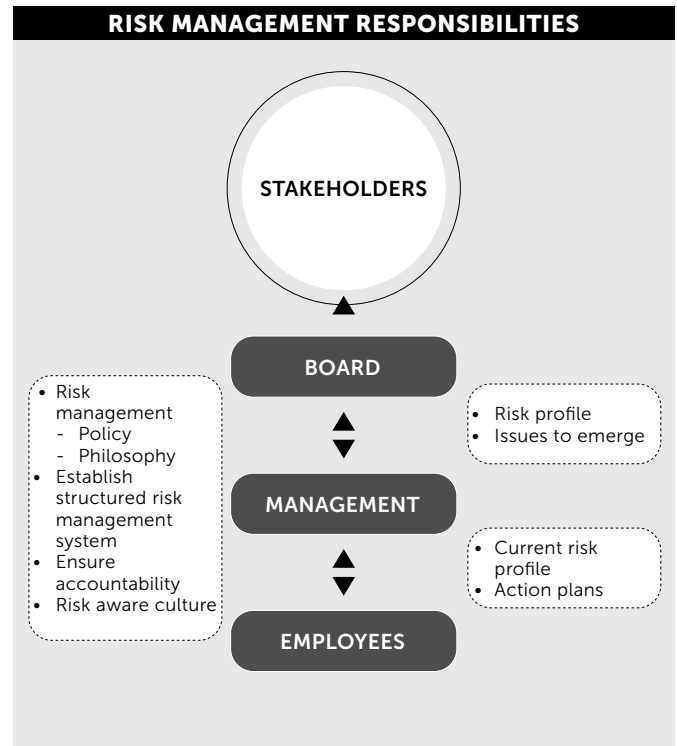 RISK MANAGEMENT RESPONSIBILITIES
STAKEHOLDERS
BOARD
• Risk
management
- Policy
- Philosophy
• Establish
structured risk
management
system
• Ensure
accountability
• Risk aware culture
• Risk profile
• Issues to emerge
MANAGEMENT
• Current risk
profile
• Action plans
EMPLOYEES